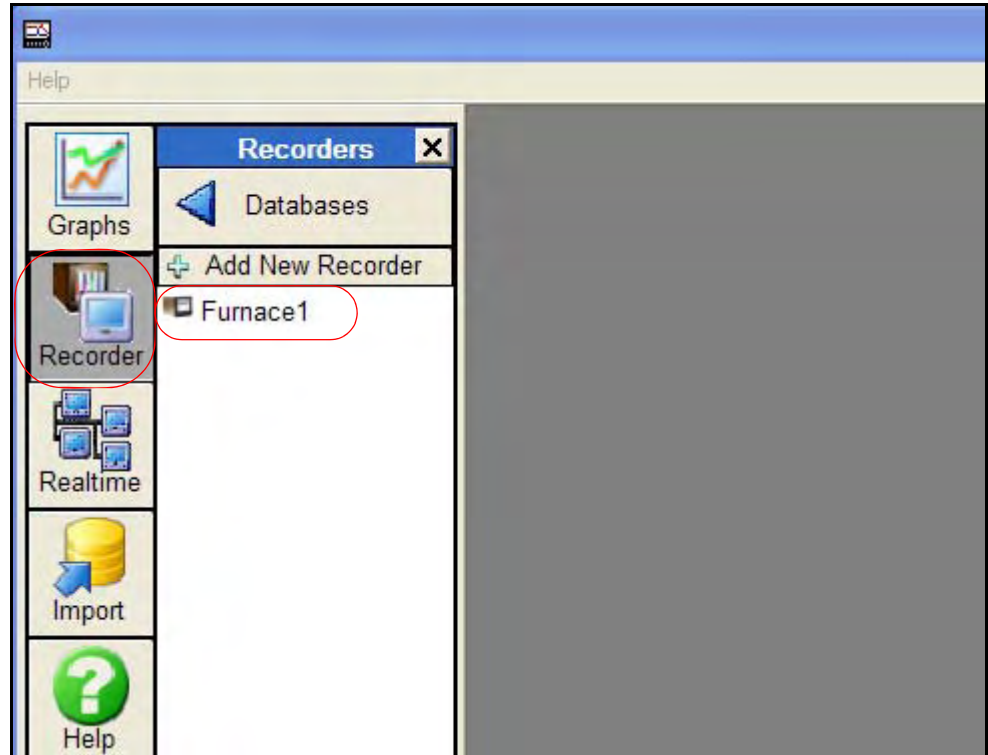 Help
Recorders
Databases
Add New Recorder
Furnace1
Graphs
Recorder
Realtime
Import
Help